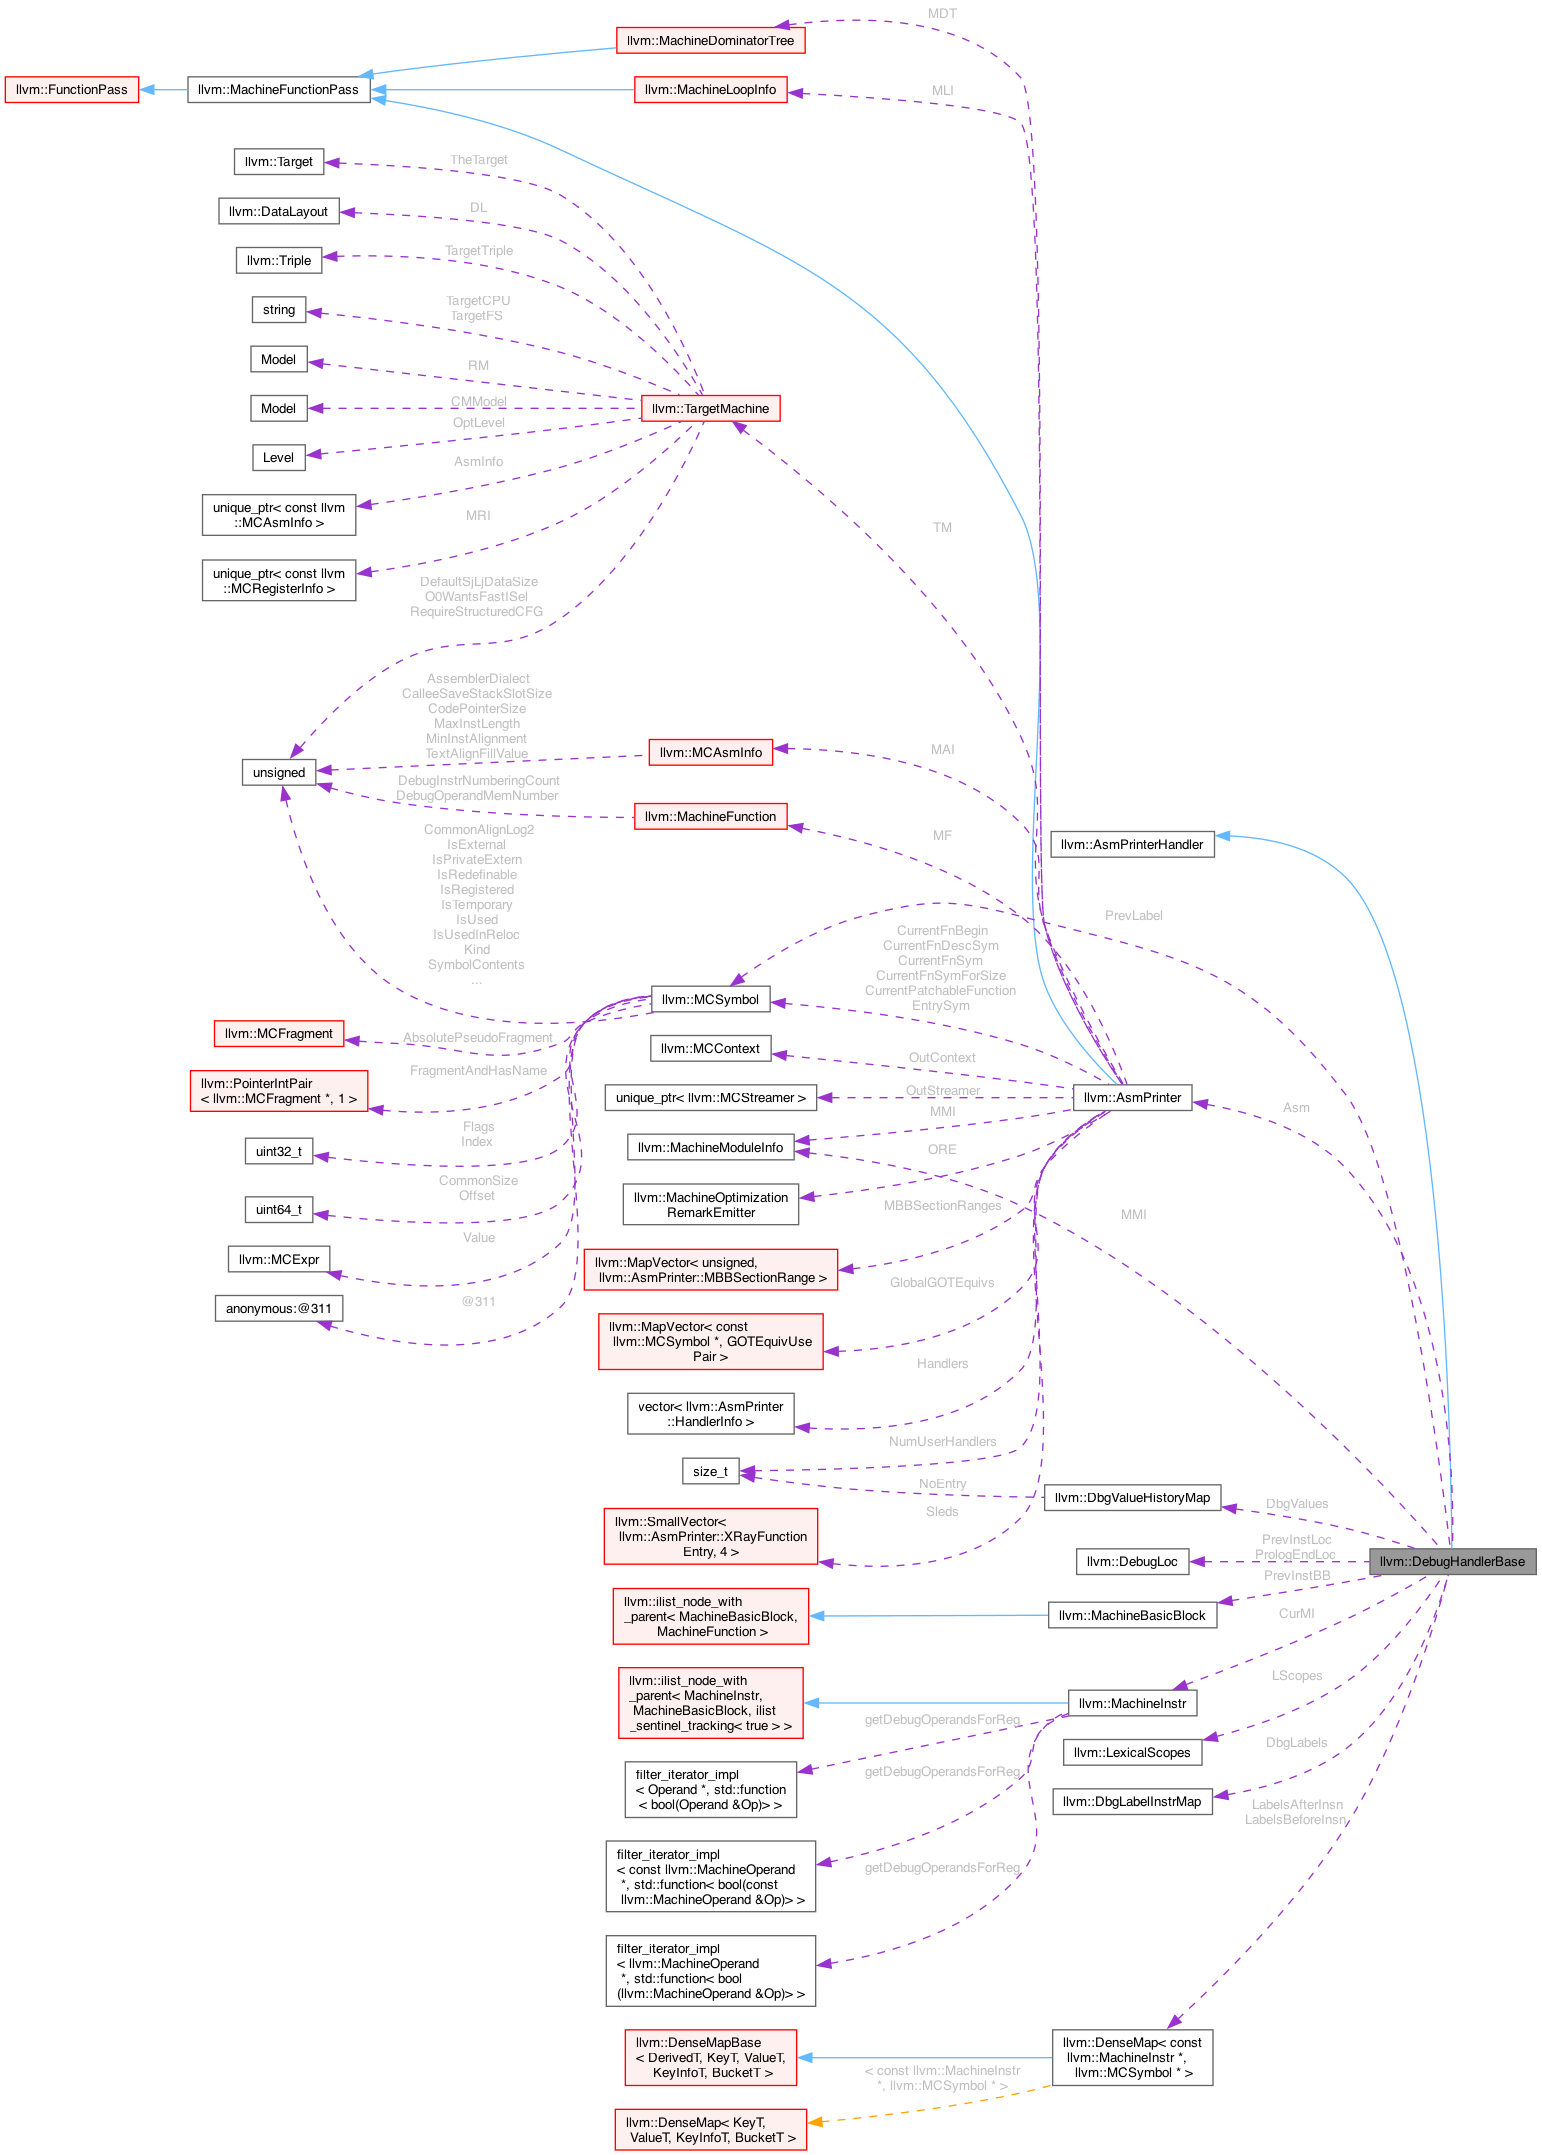 MDT
llvm::MachineDominatorTree
llvm::FunctionPass
llvm::MachineFunctionPass
llvm::MachineLoopInfo
MLI
llvm::Target
TheTarget
llvm::DataLayout
DL
llvm::Triple
TargetTriple
string
TargetCPU
TargetFS
Model
RM
Model
CMModel
llvm::TargetMachine
Level
OptLevel
unique_ptr< const llvm
::MCAsmInfo >
AsmInfo
unique_ptr< const llvm
::MCRegisterInfo >
MRI
TM
DefaultSjLjDataSize
O0WantsFastISel
RequireStructuredCFG
AssemblerDialect
CalleeSaveStackSlotSize
CodePointerSize
MaxInstLength
MinInstAlignment
TextAlignFillValue
unsigned
llvm::MCAsmInfo
MAI
DebugInstrNumberingCount
DebugOperandMemNumber
llvm::MachineFunction
MF
llvm::AsmPrinterHandler
CommonAlignLog2
IsExternal
IsPrivateExtern
IsRedefinable
IsRegistered
IsTemporary
IsUsed
IsUsedInReloc
Kind
SymbolContents
...
PrevLabel
CurrentFnBegin
CurrentFnDescSym
CurrentFnSym
CurrentFnSymForSize
CurrentPatchableFunction
EntrySym
llvm::MCSymbol
llvm::MCFragment
AbsolutePseudoFragment
llvm::MCContext
OutContext
llvm::PointerIntPair
< llvm::MCFragment *, 1 >
FragmentAndHasName
unique_ptr< llvm::MCStreamer >
OutStreamer
llvm::AsmPrinter
Asm
uint32_t
Flags
Index
llvm::MachineModuleInfo
MMI
uint64_t
CommonSize
Offset
llvm::MachineOptimization
RemarkEmitter
ORE
MMI
llvm::MCExpr
Value
llvm::MapVector< unsigned,
llvm::AsmPrinter::MBBSectionRange >
MBBSectionRanges
anonymous:@311
@311
llvm::MapVector< const
llvm::MCSymbol *, GOTEquivUse
Pair >
GlobalGOTEquivs
vector< llvm::AsmPrinter
::HandlerInfo >
Handlers
size_t
NumUserHandlers
NoEntry
llvm::DbgValueHistoryMap
DbgValues
llvm::SmallVector<
llvm::AsmPrinter::XRayFunction
Entry, 4 >
Sleds
llvm::DebugLoc
PrevInstLoc
PrologEndLoc
llvm::DebugHandlerBase
PrevInstBB
llvm::ilist_node_with
_parent< MachineBasicBlock,
MachineFunction >
llvm::MachineBasicBlock
CurMI
llvm::ilist_node_with
_parent< MachineInstr,
MachineBasicBlock, ilist
_sentinel_tracking< true > >
llvm::MachineInstr
LScopes
getDebugOperandsForReg
llvm::LexicalScopes
DbgLabels
filter_iterator_impl
< Operand *, std::function
< bool(Operand &Op)> >
getDebugOperandsForReg
llvm::DbgLabelInstrMap
LabelsAfterInsn
LabelsBeforeInsn
filter_iterator_impl
< const llvm::MachineOperand
*, std::function< bool(const
llvm::MachineOperand &Op)> >
getDebugOperandsForReg
filter_iterator_impl
< llvm::MachineOperand
*, std::function< bool
(llvm::MachineOperand &Op)> >
llvm::DenseMapBase
< DerivedT, KeyT, ValueT,
KeyInfoT, BucketT >
llvm::DenseMap< const
llvm::MachineInstr *,
llvm::MCSymbol * >
< const llvm::MachineInstr
*, llvm::MCSymbol * >
llvm::DenseMap< KeyT,
ValueT, KeyInfoT, BucketT >